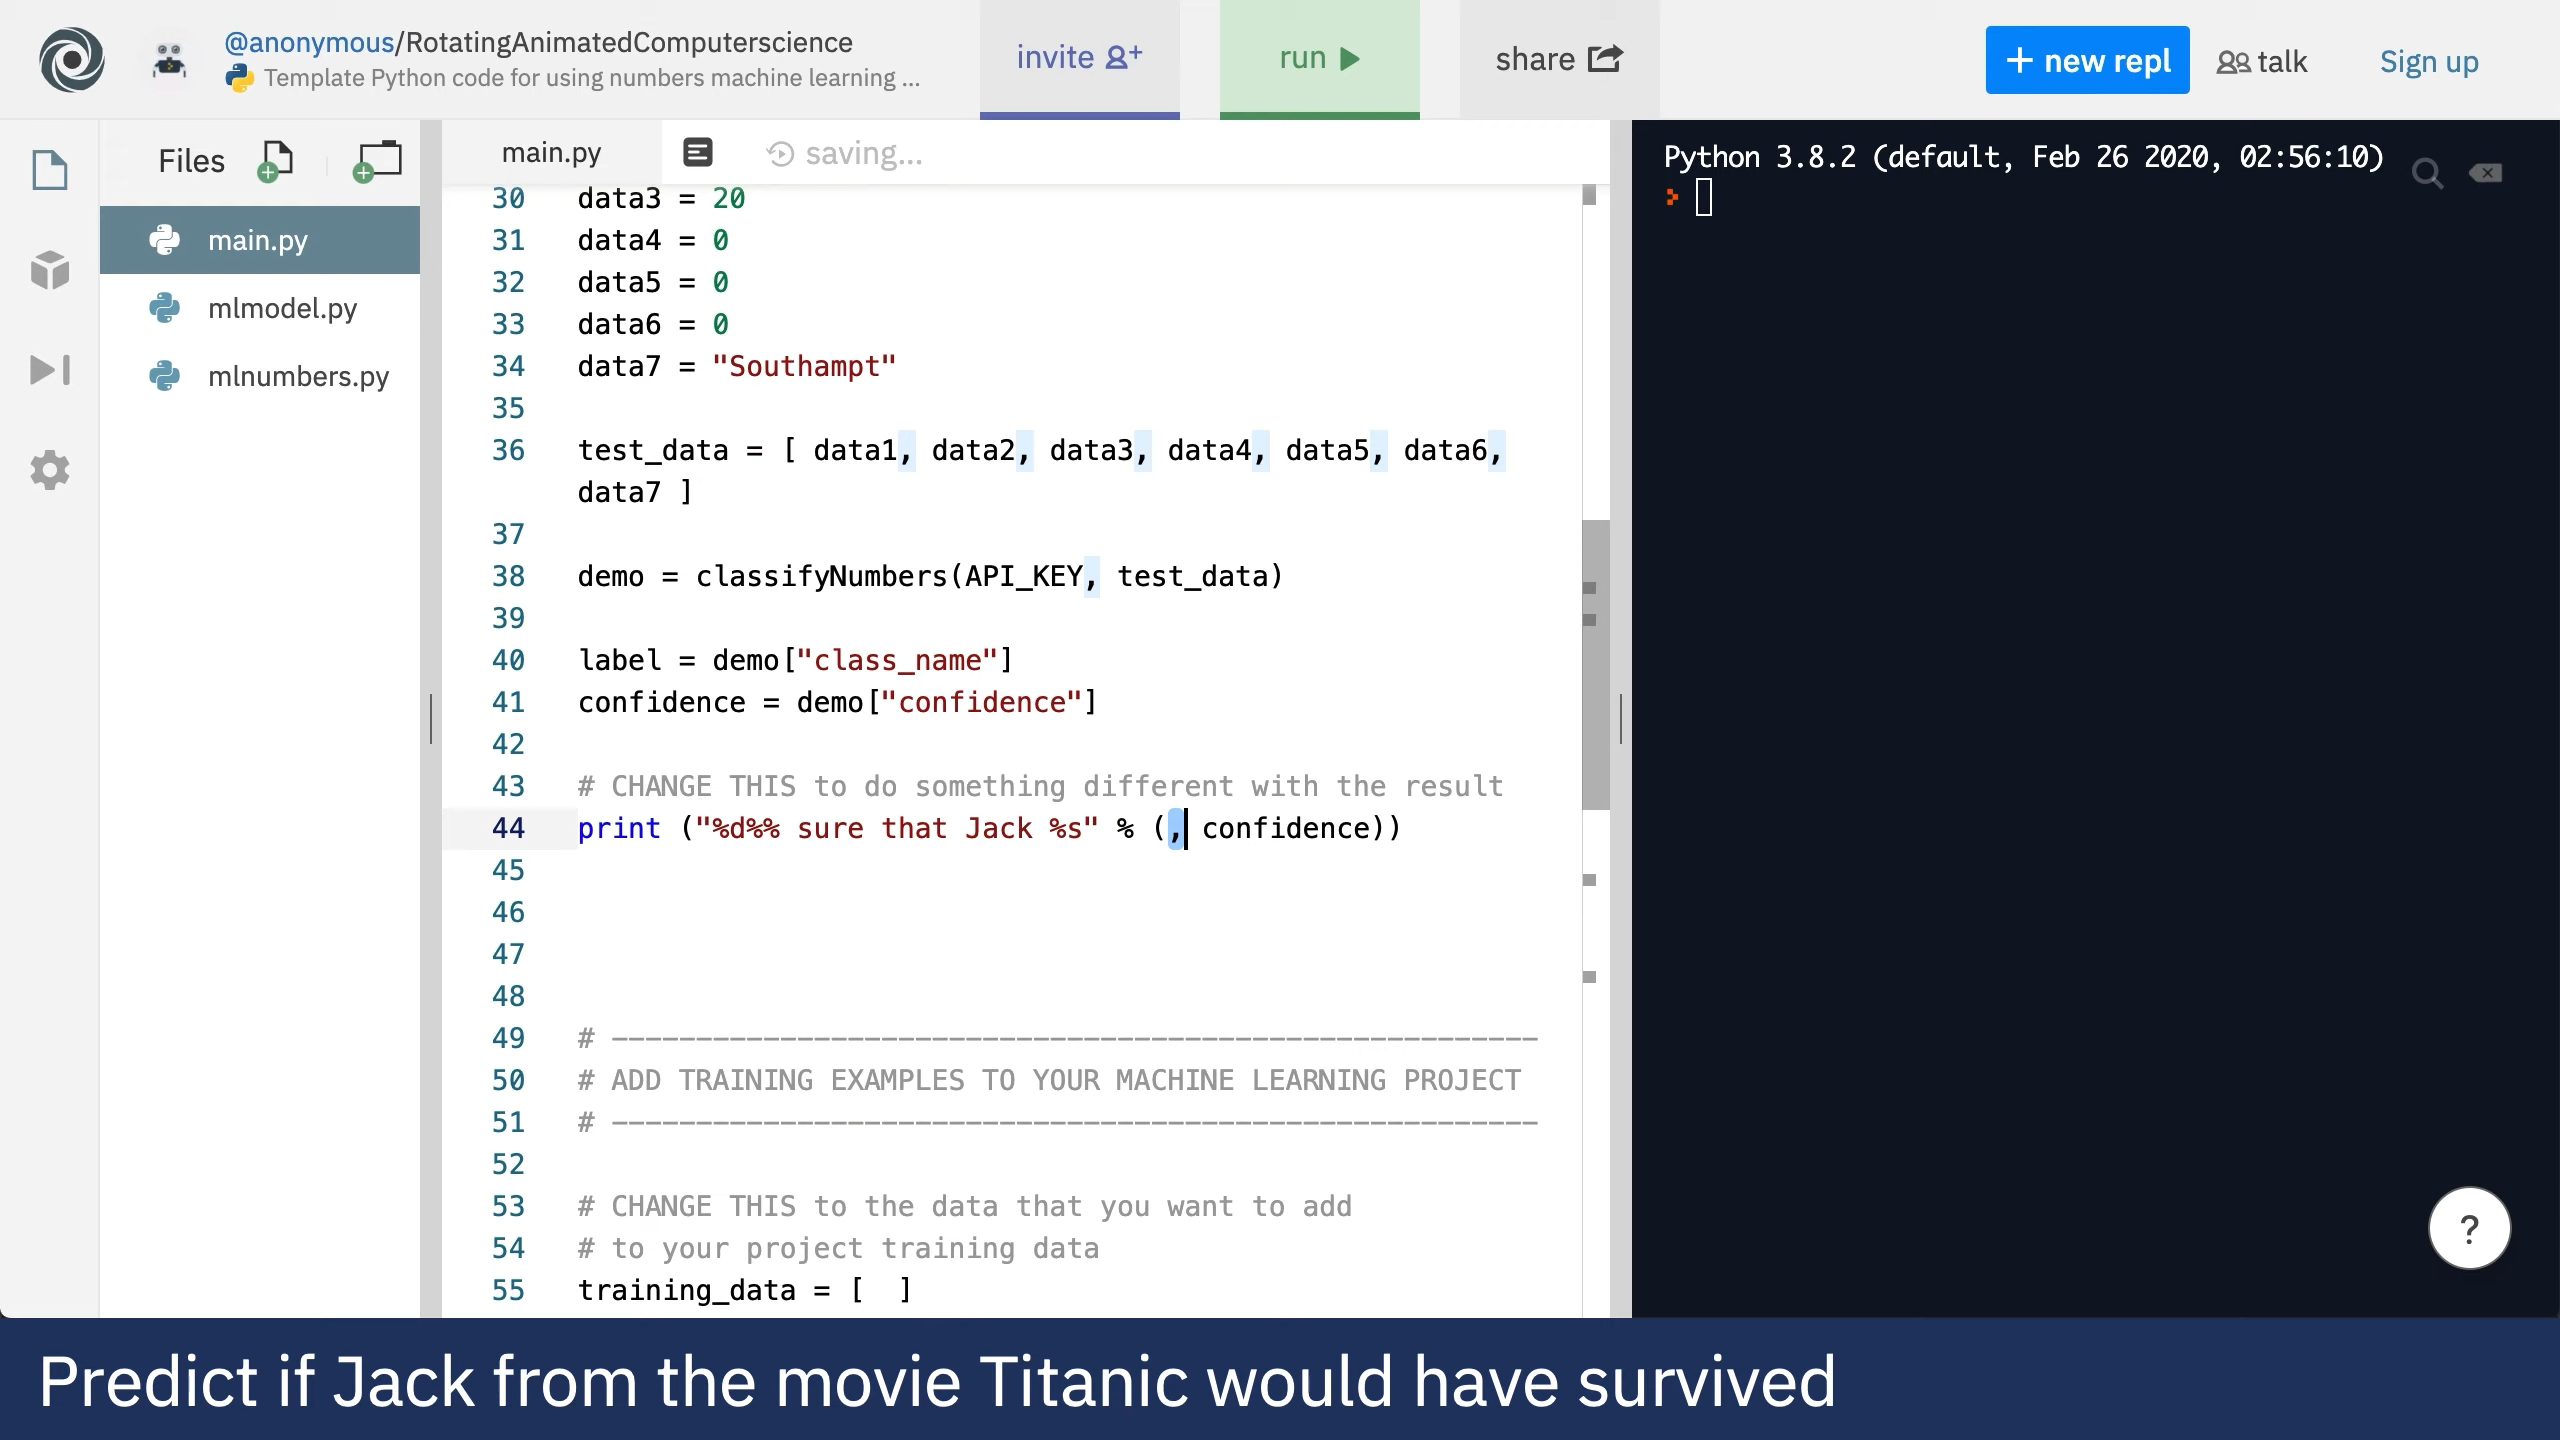 @anonymous/RotatingAnimatedComputerscience
Template Python code for using numbers machine learning ...
invite
run
share
+ new repl
talk
Sign up
Files
main.py
mlmodel.py
mlnumbers.py
main.py
saving...
30 data3 = 20
31 data4 = 0
32 data5 = 0
33 data6 = 0
34 data7 = "Southampt"
35
36 test_data = [ data1, data2, data3, data4, data5, data6,
data7 ]
37
38 demo = classifyNumbers(API_KEY, test_data)
39
40 label = demo["class_name"]
41 confidence = demo["confidence"]
42
43 # CHANGE THIS to do something different with the result
44 print ("%d%% sure that Jack %s" % (, confidence))
45
46
47
48
49 # -------------------------------------------------------
50 # ADD TRAINING EXAMPLES TO YOUR MACHINE LEARNING PROJECT
51 # -------------------------------------------------------
52
53 # CHANGE THIS to the data that you want to add
54 # to your project training data
55 training_data = [  ]
Python 3.8.2 (default, Feb 26 2020, 02:56:10)
?
Predict if Jack from the movie Titanic would have survived